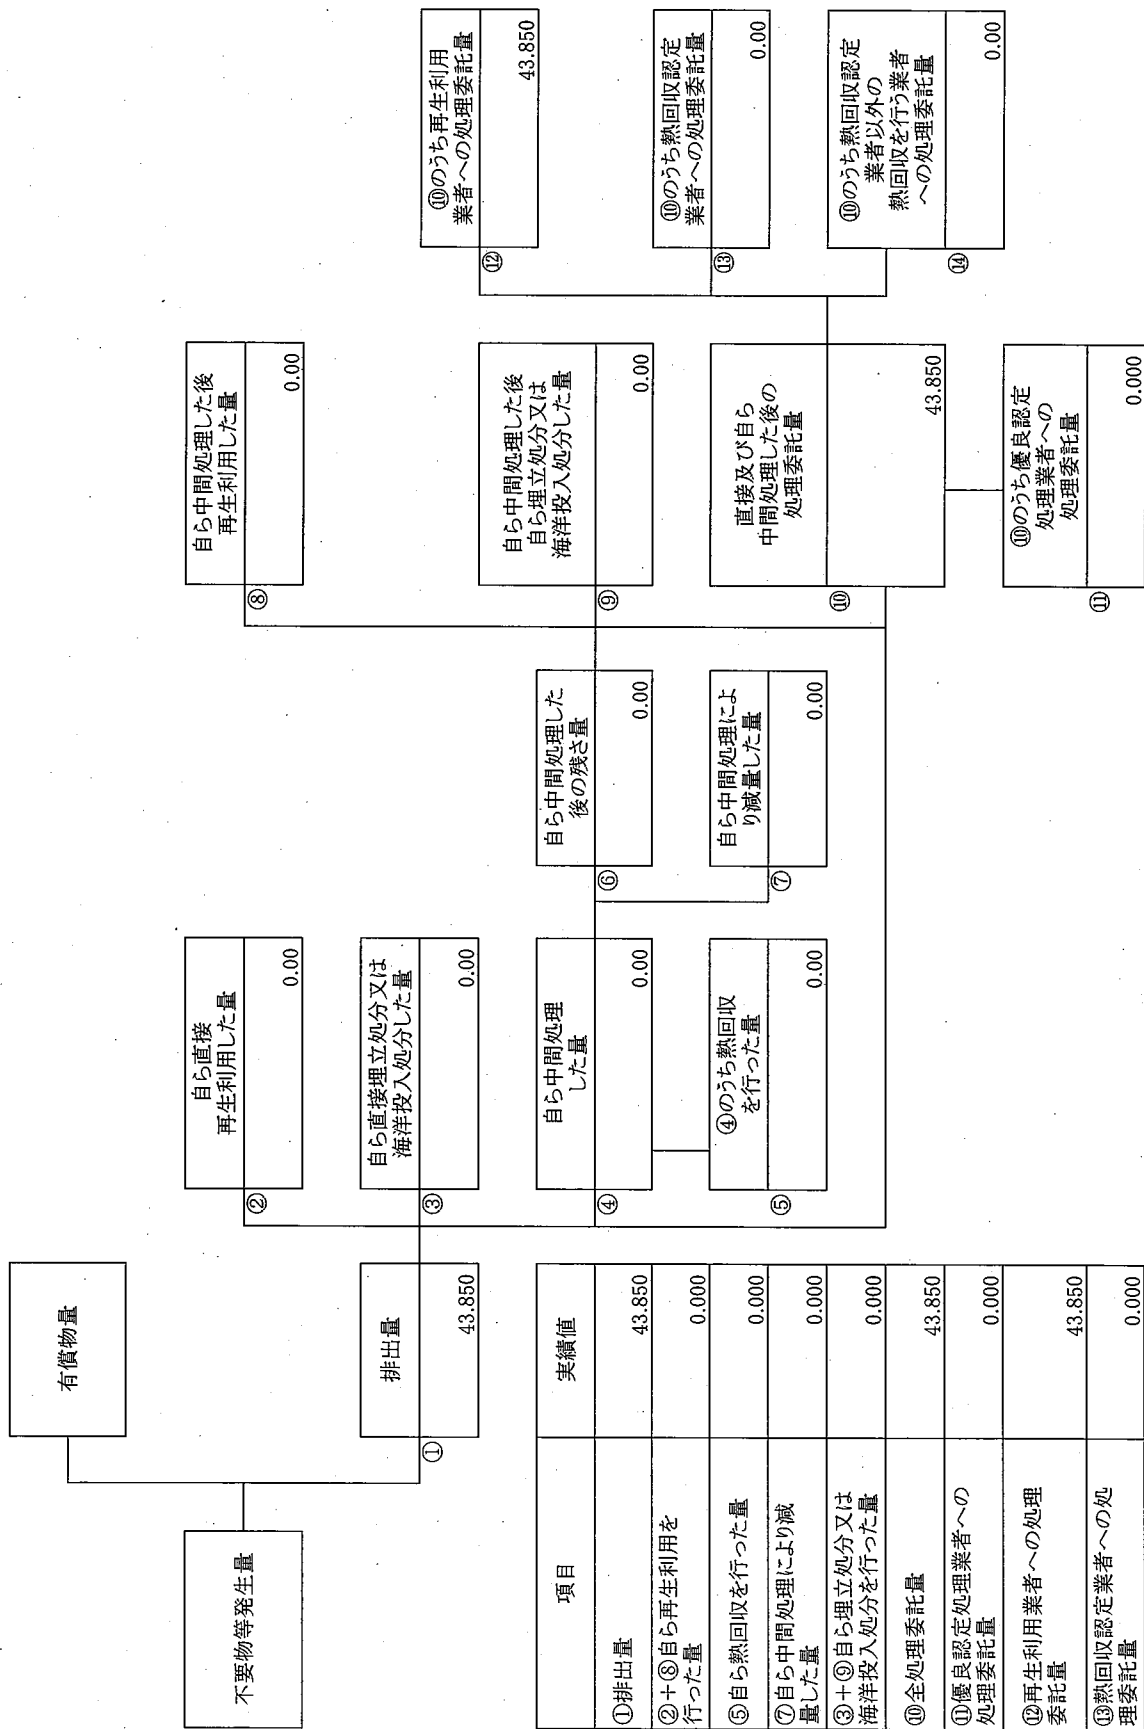 不要物等発生量
有償物量
排出量
①
43.850
自ら直接
再生利用した量
②
0.00
自ら直接埋立処分又は
海洋投入処分した量
③
0.00
自ら中間処理
した量
④
0.00
④のうち熱回収
を行った量
⑤
0.00
自ら中間処理した
後の残さ量
⑥
0.00
自ら中間処理によ
り減量した量
⑦
0.00
自ら中間処理した後
再生利用した量
⑧
0.00
自ら中間処理した後
自ら埋立処分又は
海洋投入処分した量
⑨
0.00
直接及び自ら
中間処理した後の
処理委託量
⑩
43.850
⑩のうち優良認定
処理業者への
処理委託量
⑪
0.000
⑩のうち再生利用
業者への処理委託量
⑫
43.850
⑩のうち熱回収認定
業者への処理委託量
⑬
0.00
⑩のうち熱回収認定
業者以外の
熱回収を行う業者
への処理委託量
⑭
0.00
項目 実績値
①排出量 43.850
②+⑧自ら再生利用を
行った量 0.000
⑤自ら熱回収を行った量 0.000
⑦自ら中間処理により減
量した量 0.000
③+⑨自ら埋立処分又は
海洋投入処分を行った量 0.000
⑩全処理委託量 43.850
⑪優良認定処理業者への
処理委託量 0.000
⑫再生利用業者への処理
委託量 43.850
⑬熱回収認定業者への処
理委託量 0.000